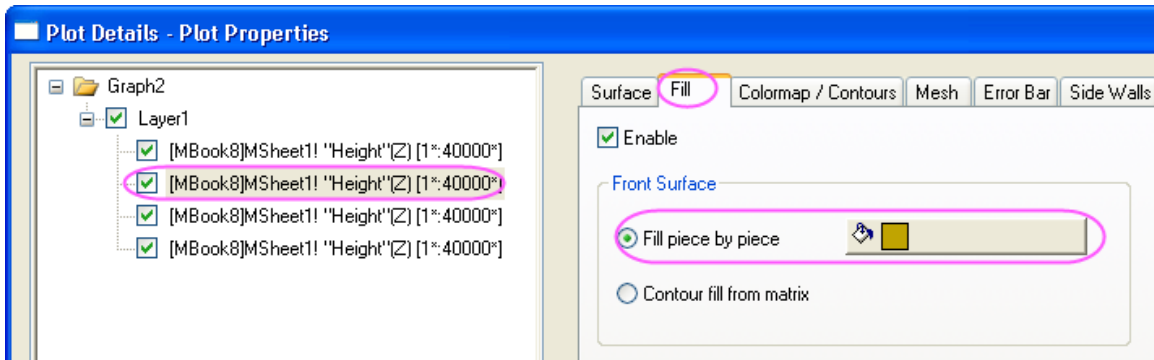 Plot Details - Plot Properties
Graph2
Layer1
[MBook8]MSheet1! "Height"(Z) [1*:40000*]
[MBook8]MSheet1! "Height"(Z) [1*:40000*]
[MBook8]MSheet1! "Height"(Z) [1*:40000*]
[MBook8]MSheet1! "Height"(Z) [1*:40000*]
Surface Fill Colormap / Contours Mesh Error Bar Side Walls
Enable
Front Surface
Fill piece by piece
Contour fill from matrix